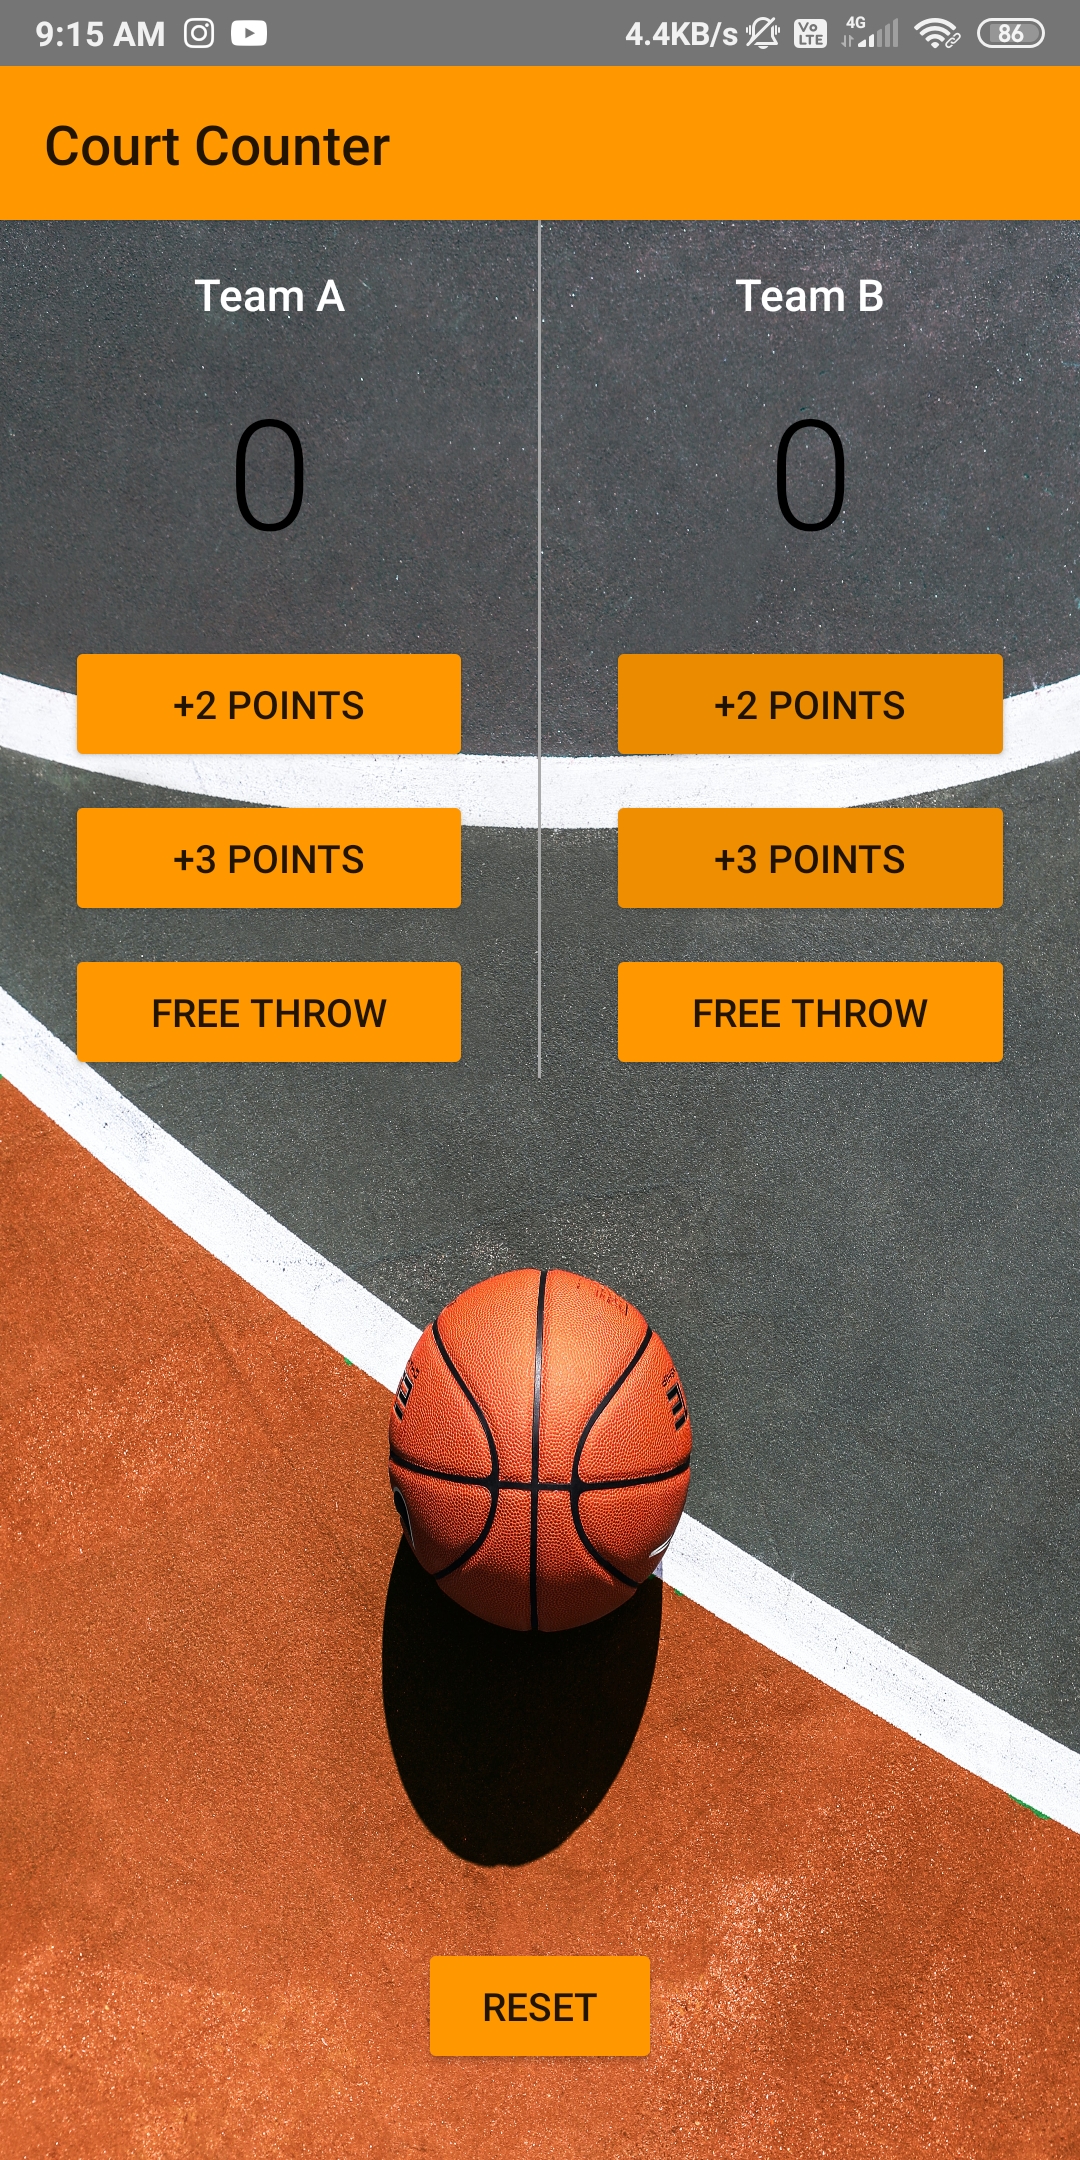 9:15 AM 4.4KB/s Vo LTE 4G 86
Court Counter
Team A
Team B
0
0
+2 POINTS
+2 POINTS
+3 POINTS
+3 POINTS
FREE THROW
FREE THROW
RESET